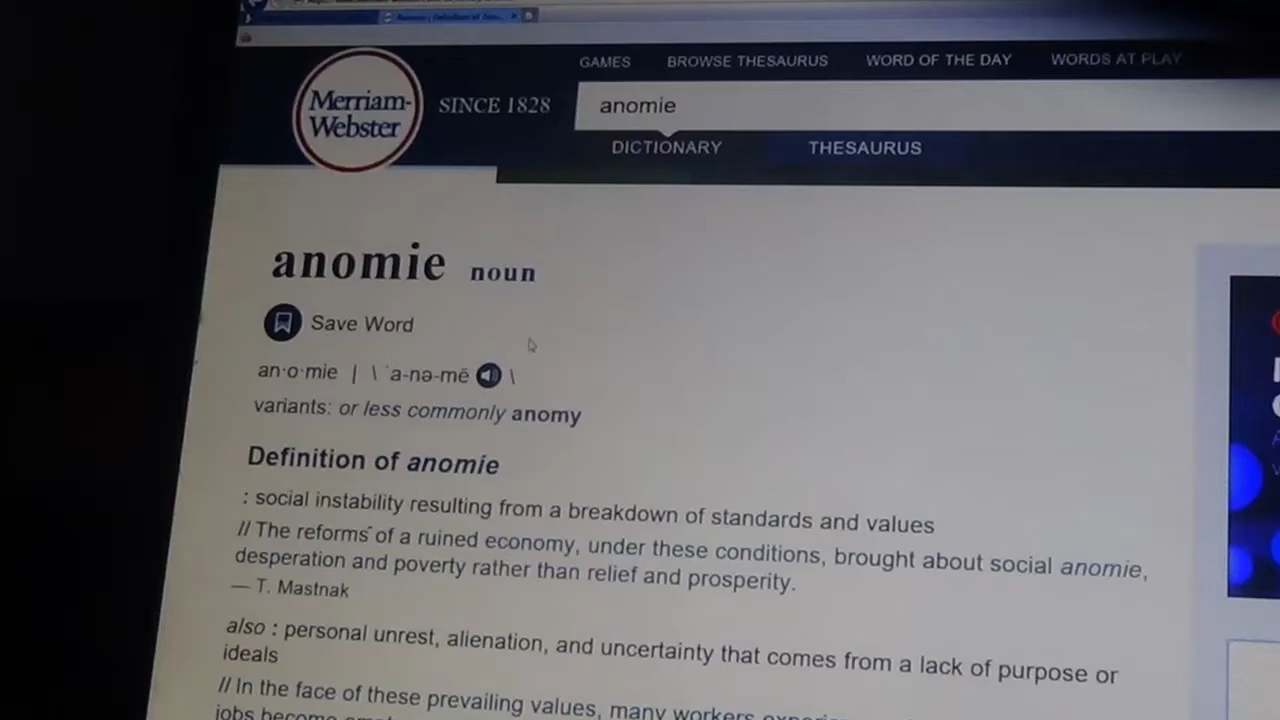 GAMES BROWSE THESAURUS WORD OF THE DAY WORDS AT PLAY
Merriam-
Webster
SINCE 1828
anomie
DICTIONARY THESAURUS
anomie noun
Save Word
an·o·mie | \ ˈa-nə-mē \
variants: or less commonly anomy
Definition of anomie
: social instability resulting from a breakdown of standards and values
// The reforms of a ruined economy, under these conditions, brought about social anomie,
desperation and poverty rather than relief and prosperity.
— T. Mastnak
also : personal unrest, alienation, and uncertainty that comes from a lack of purpose or
ideals
// In the face of these prevailing values, many workers
jobs become